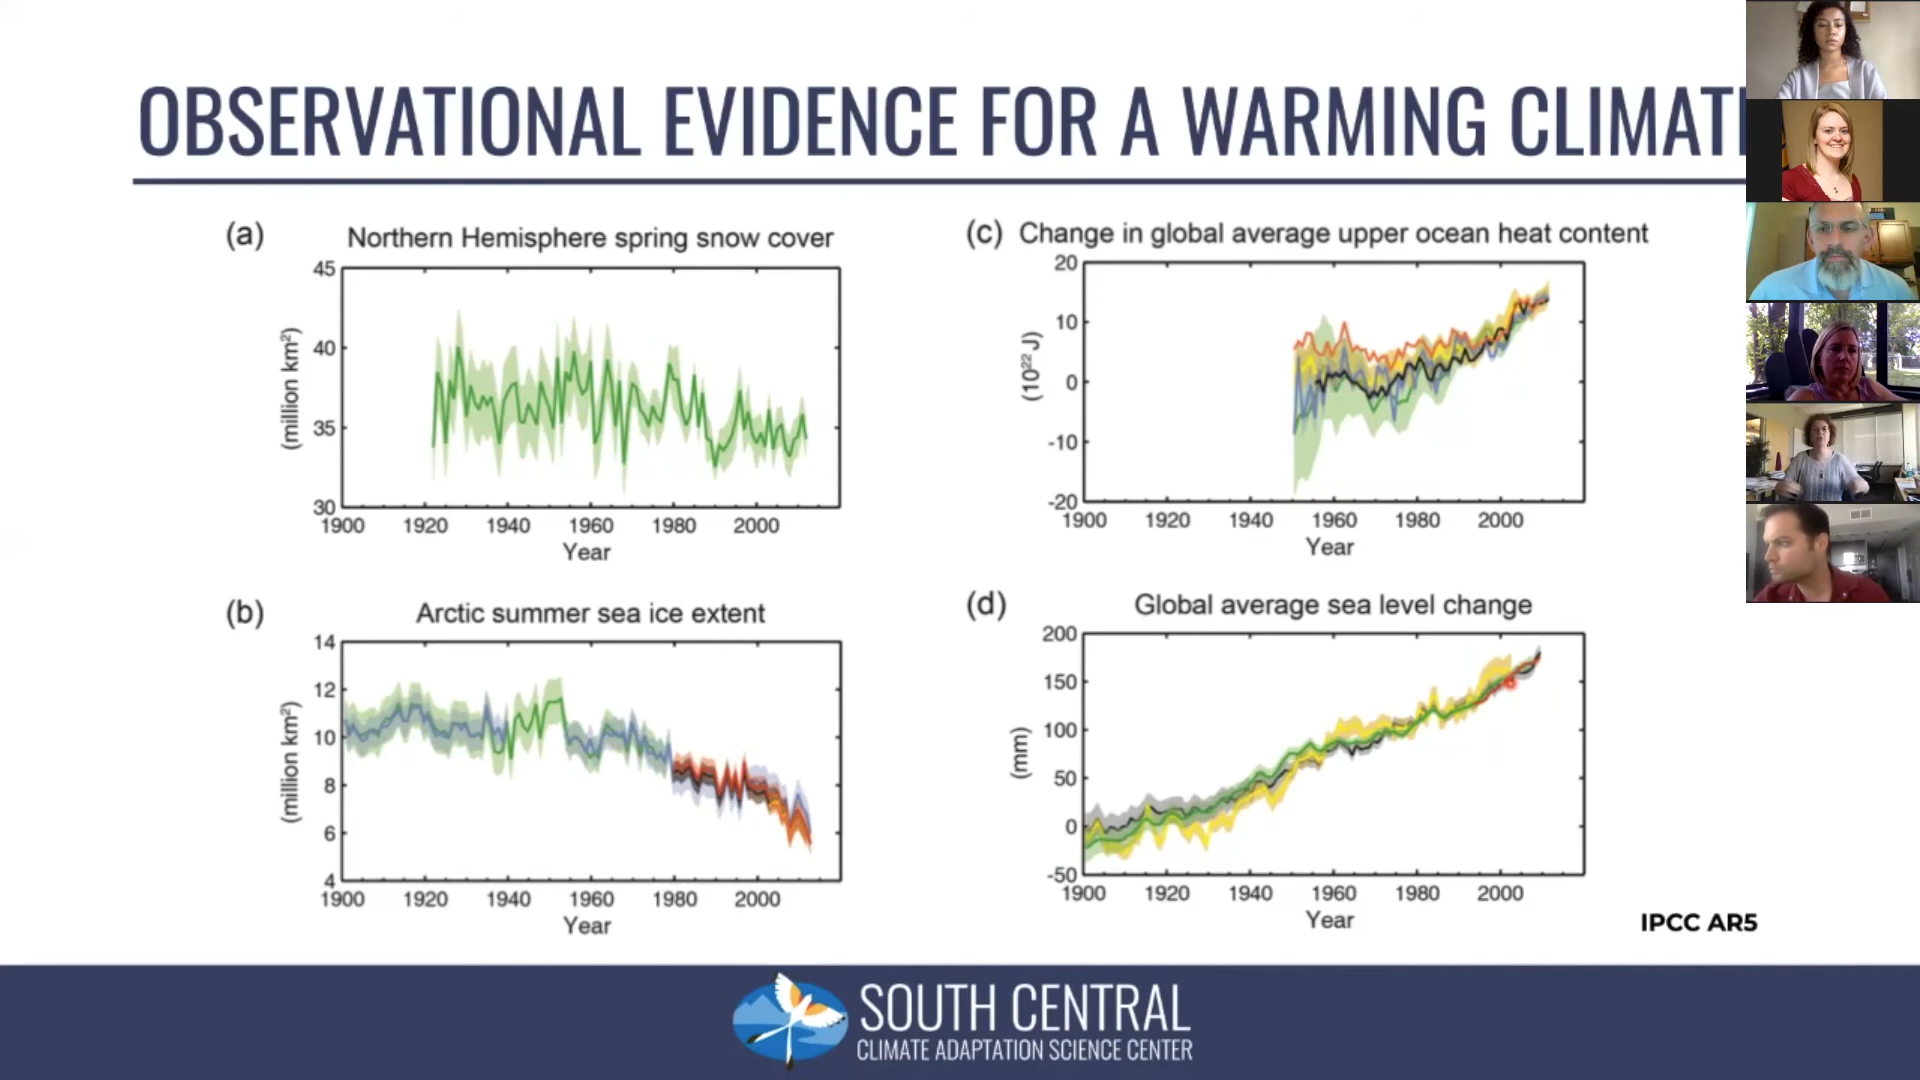 OBSERVATIONAL EVIDENCE FOR A WARMING CLIMAT
(a) Northern Hemisphere spring snow cover
45
40
35
30
(million km²)
1900 1920 1940 1960 1980 2000
Year
(c) Change in global average upper ocean heat content
20
10
0
-10
-20
(10²² J)
1900 1920 1940 1960 1980 2000
Year
(b) Arctic summer sea ice extent
14
12
10
8
6
4
(million km²)
1900 1920 1940 1960 1980 2000
Year
(d) Global average sea level change
200
150
100
50
0
-50
(mm)
1900 1920 1940 1960 1980 2000
Year
IPCC AR5
SOUTH CENTRAL
CLIMATE ADAPTATION SCIENCE CENTER